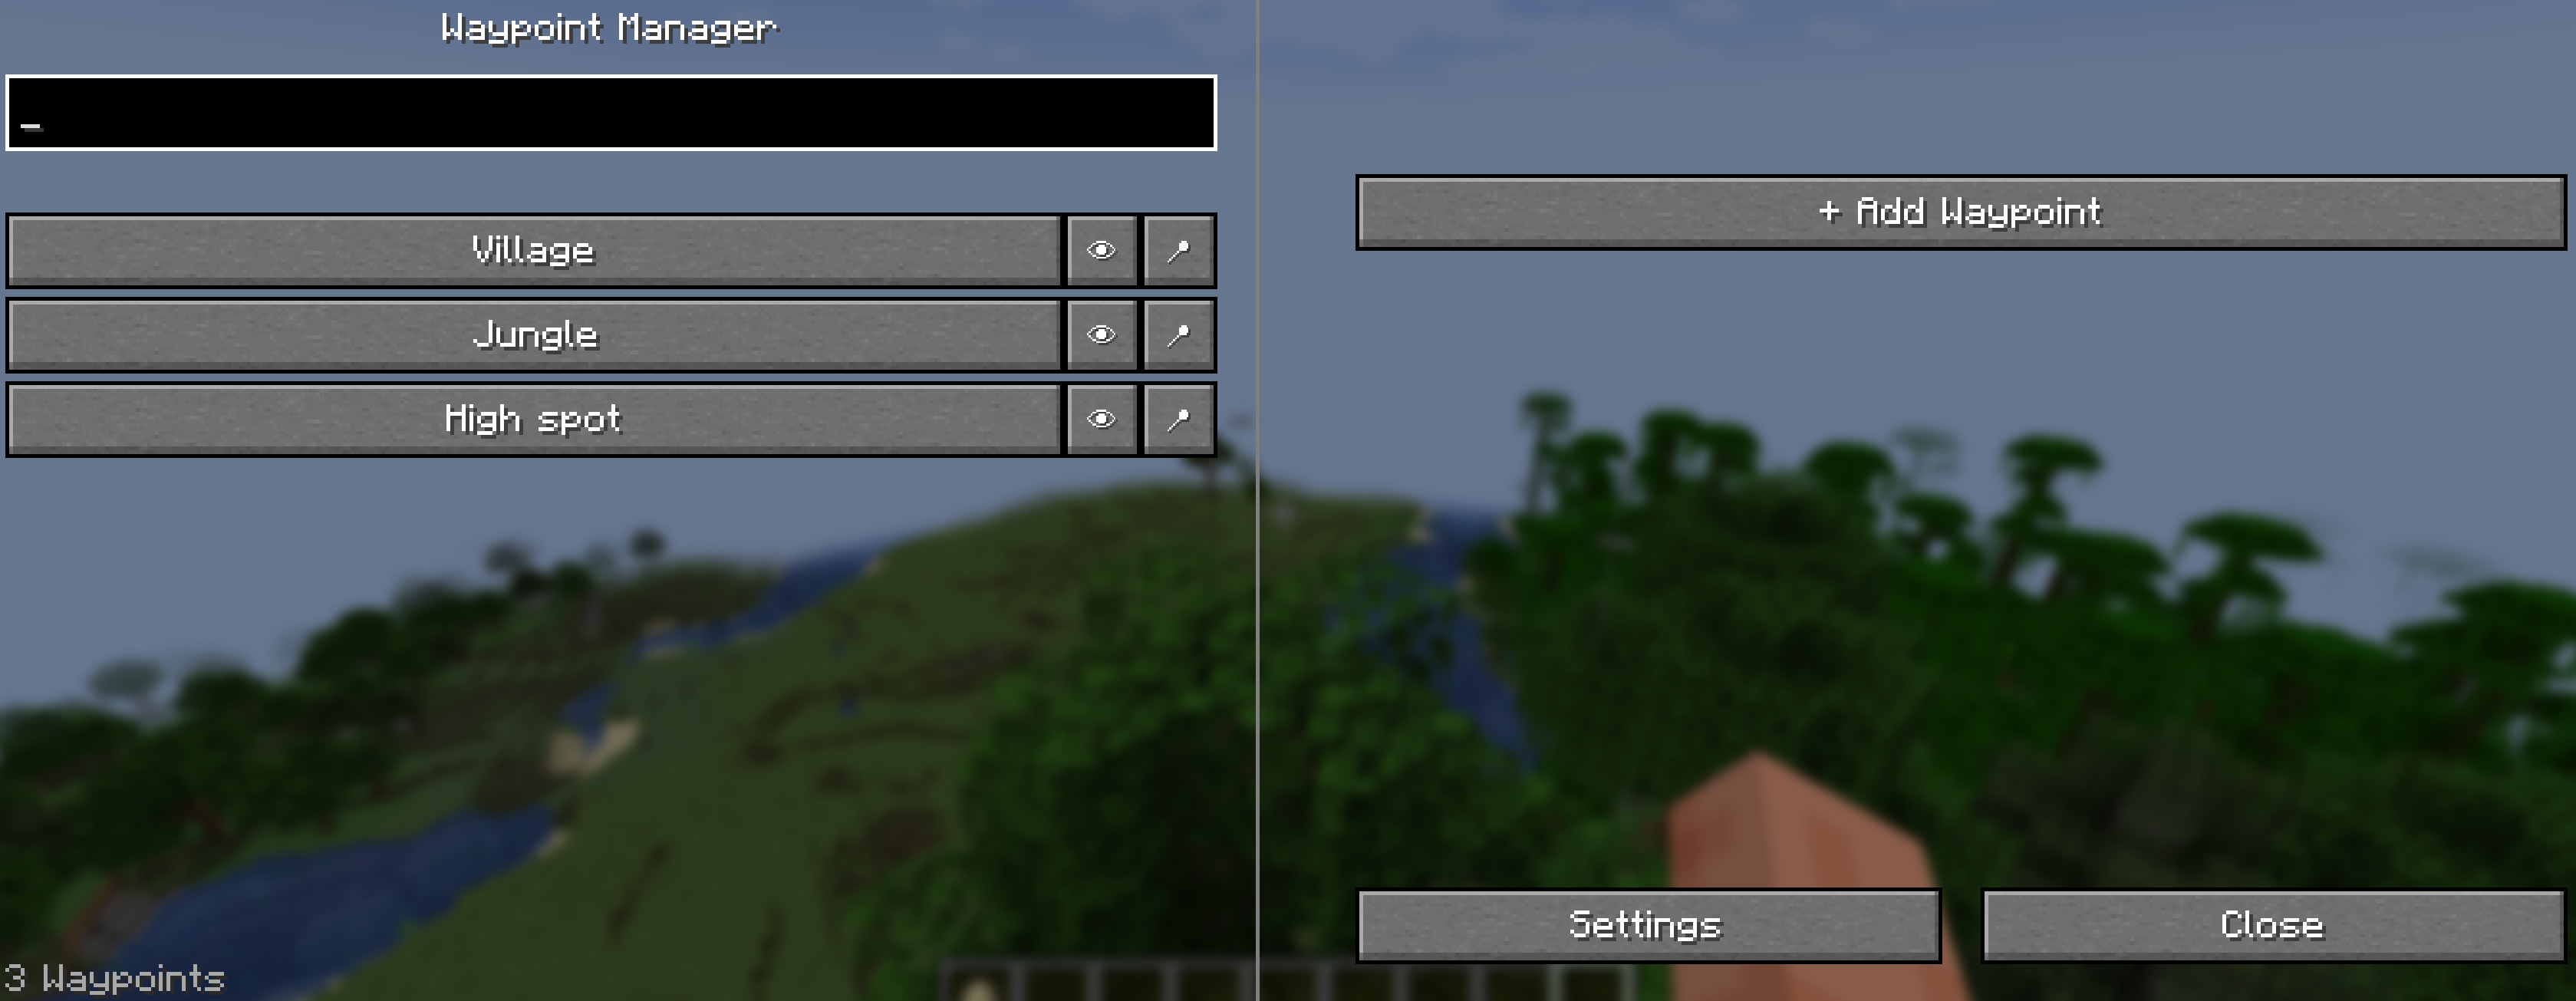 Waypoint Manager
_
Village
Jungle
High spot
3 Waypoints
+ Add Waypoint
Settings
Close